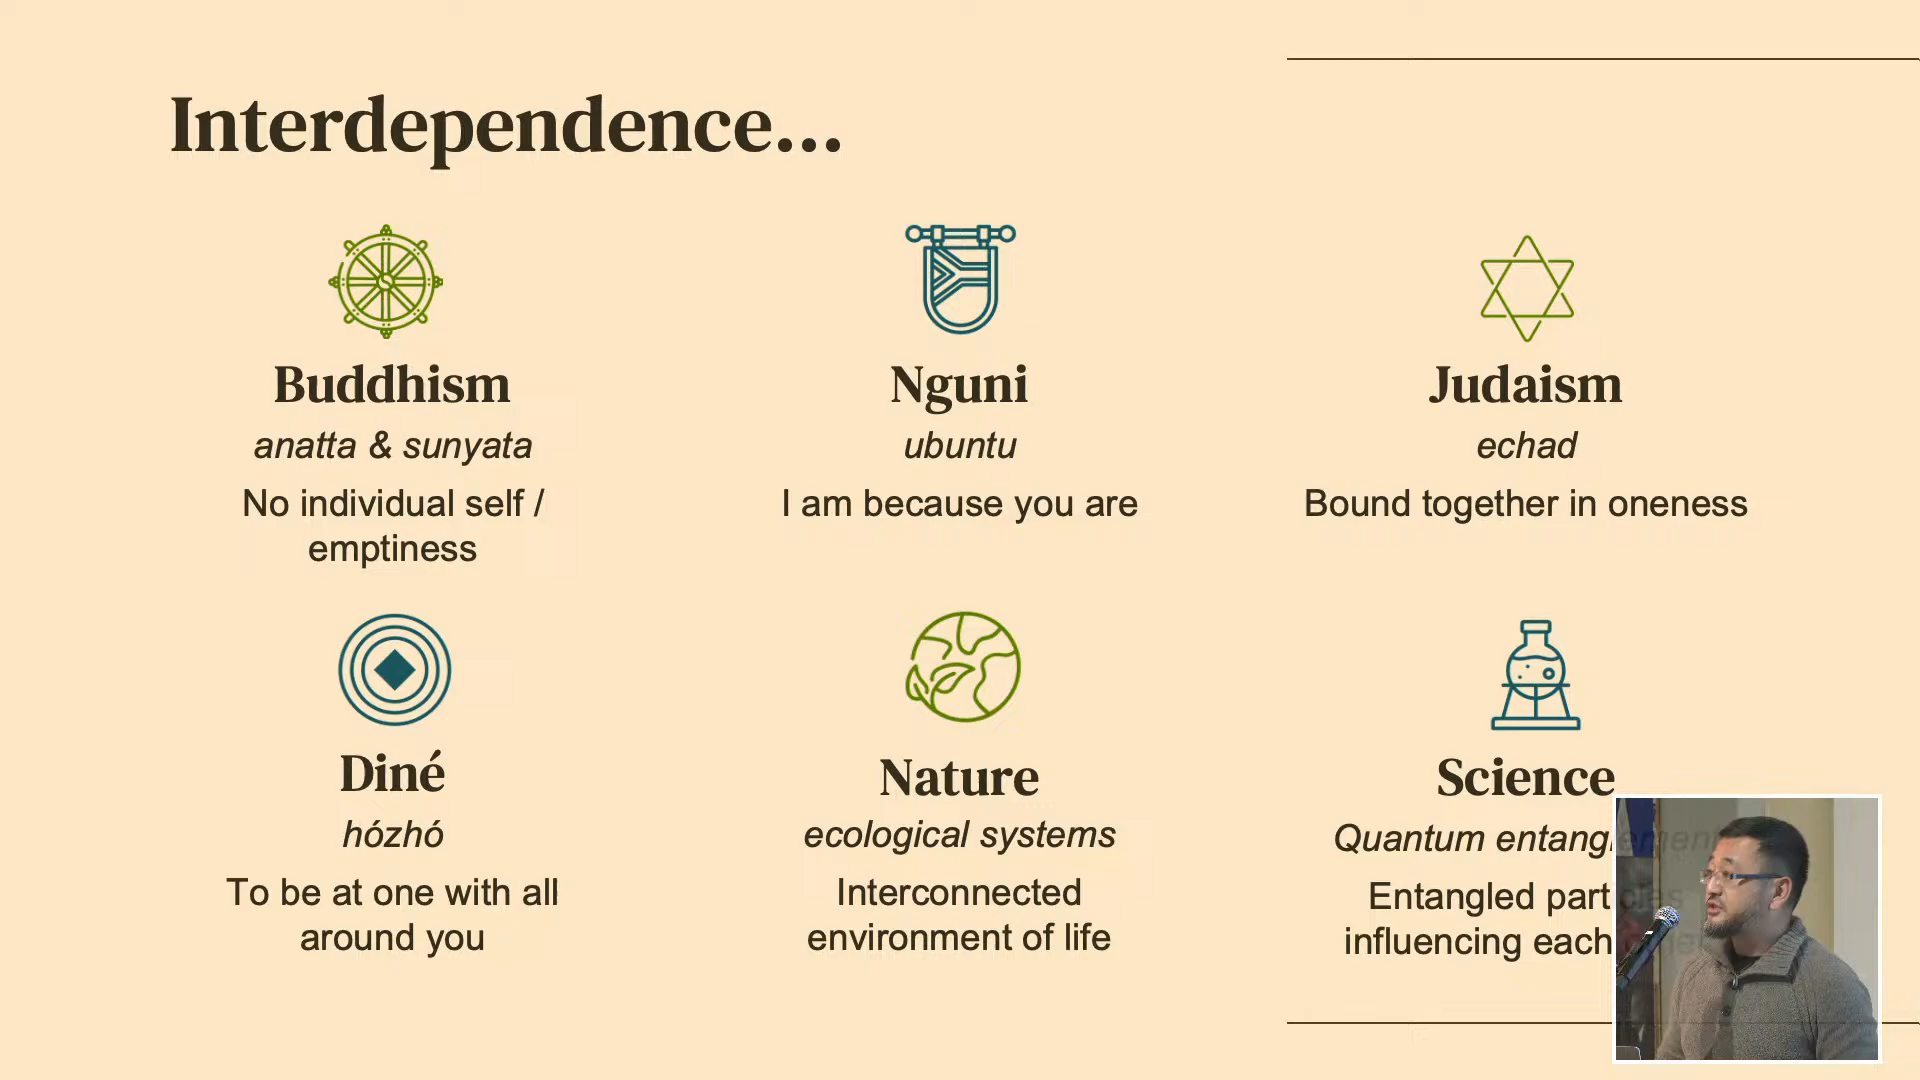 Interdependence...
Buddhism
anatta & sunyata
No individual self /
emptiness
Nguni
ubuntu
I am because you are
Judaism
echad
Bound together in oneness
Diné
hózhó
To be at one with all
around you
Nature
ecological systems
Interconnected
environment of life
Science
Quantum entanglement
Entangled particles
influencing each